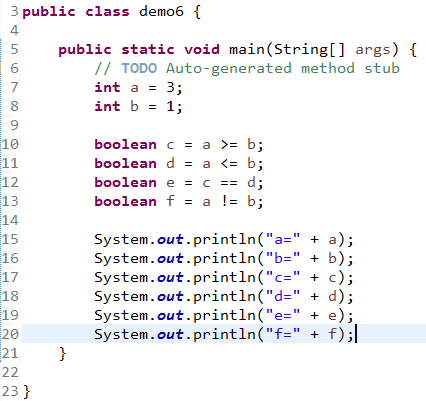 3 public class demo6 {
4
5     public static void main(String[] args) {
6         // TODO Auto-generated method stub
7         int a = 3;
8         int b = 1;
9
10         boolean c = a >= b;
11         boolean d = a <= b;
12         boolean e = c == d;
13         boolean f = a != b;
14
15         System.out.println("a=" + a);
16         System.out.println("b=" + b);
17         System.out.println("c=" + c);
18         System.out.println("d=" + d);
19         System.out.println("e=" + e);
20         System.out.println("f=" + f);
21     }
22
23 }